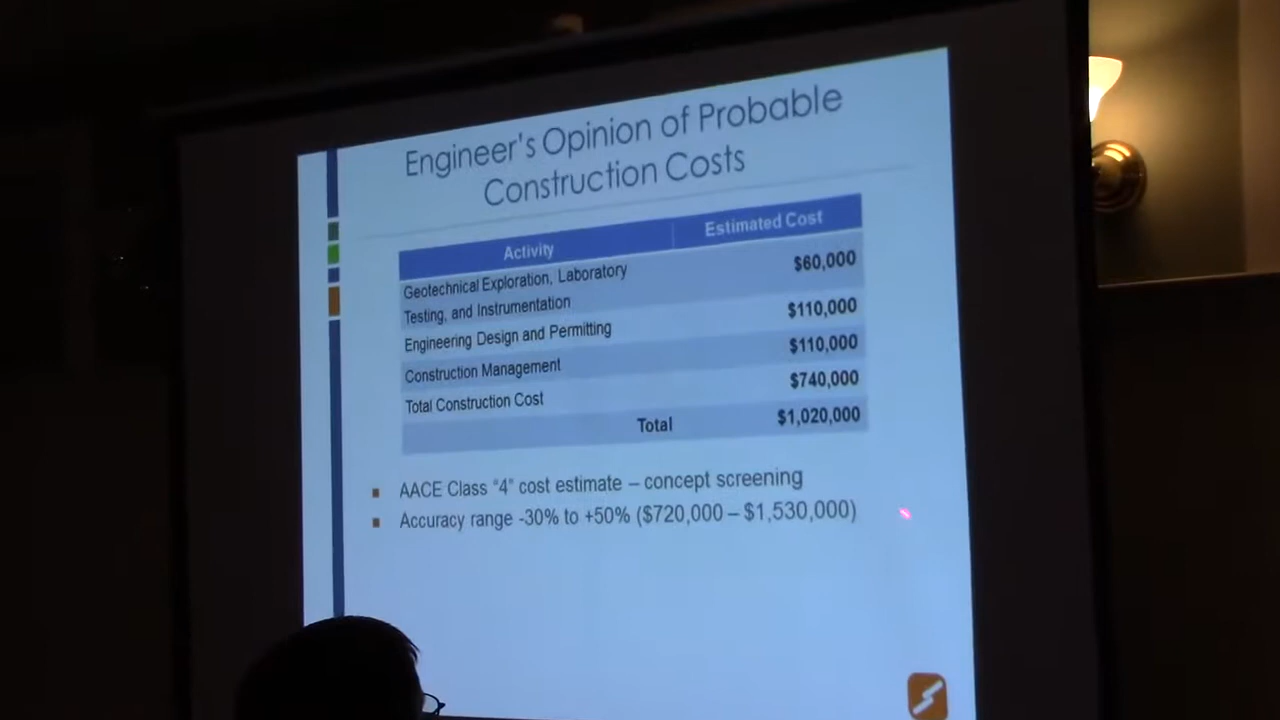 Engineer's Opinion of Probable
Construction Costs
Activity Estimated Cost
Geotechnical Exploration, Laboratory
Testing, and Instrumentation $60,000
Engineering Design and Permitting $110,000
Construction Management $110,000
Total Construction Cost $740,000
Total $1,020,000
AACE Class "4" cost estimate – concept screening
Accuracy range -30% to +50% ($720,000 – $1,530,000)